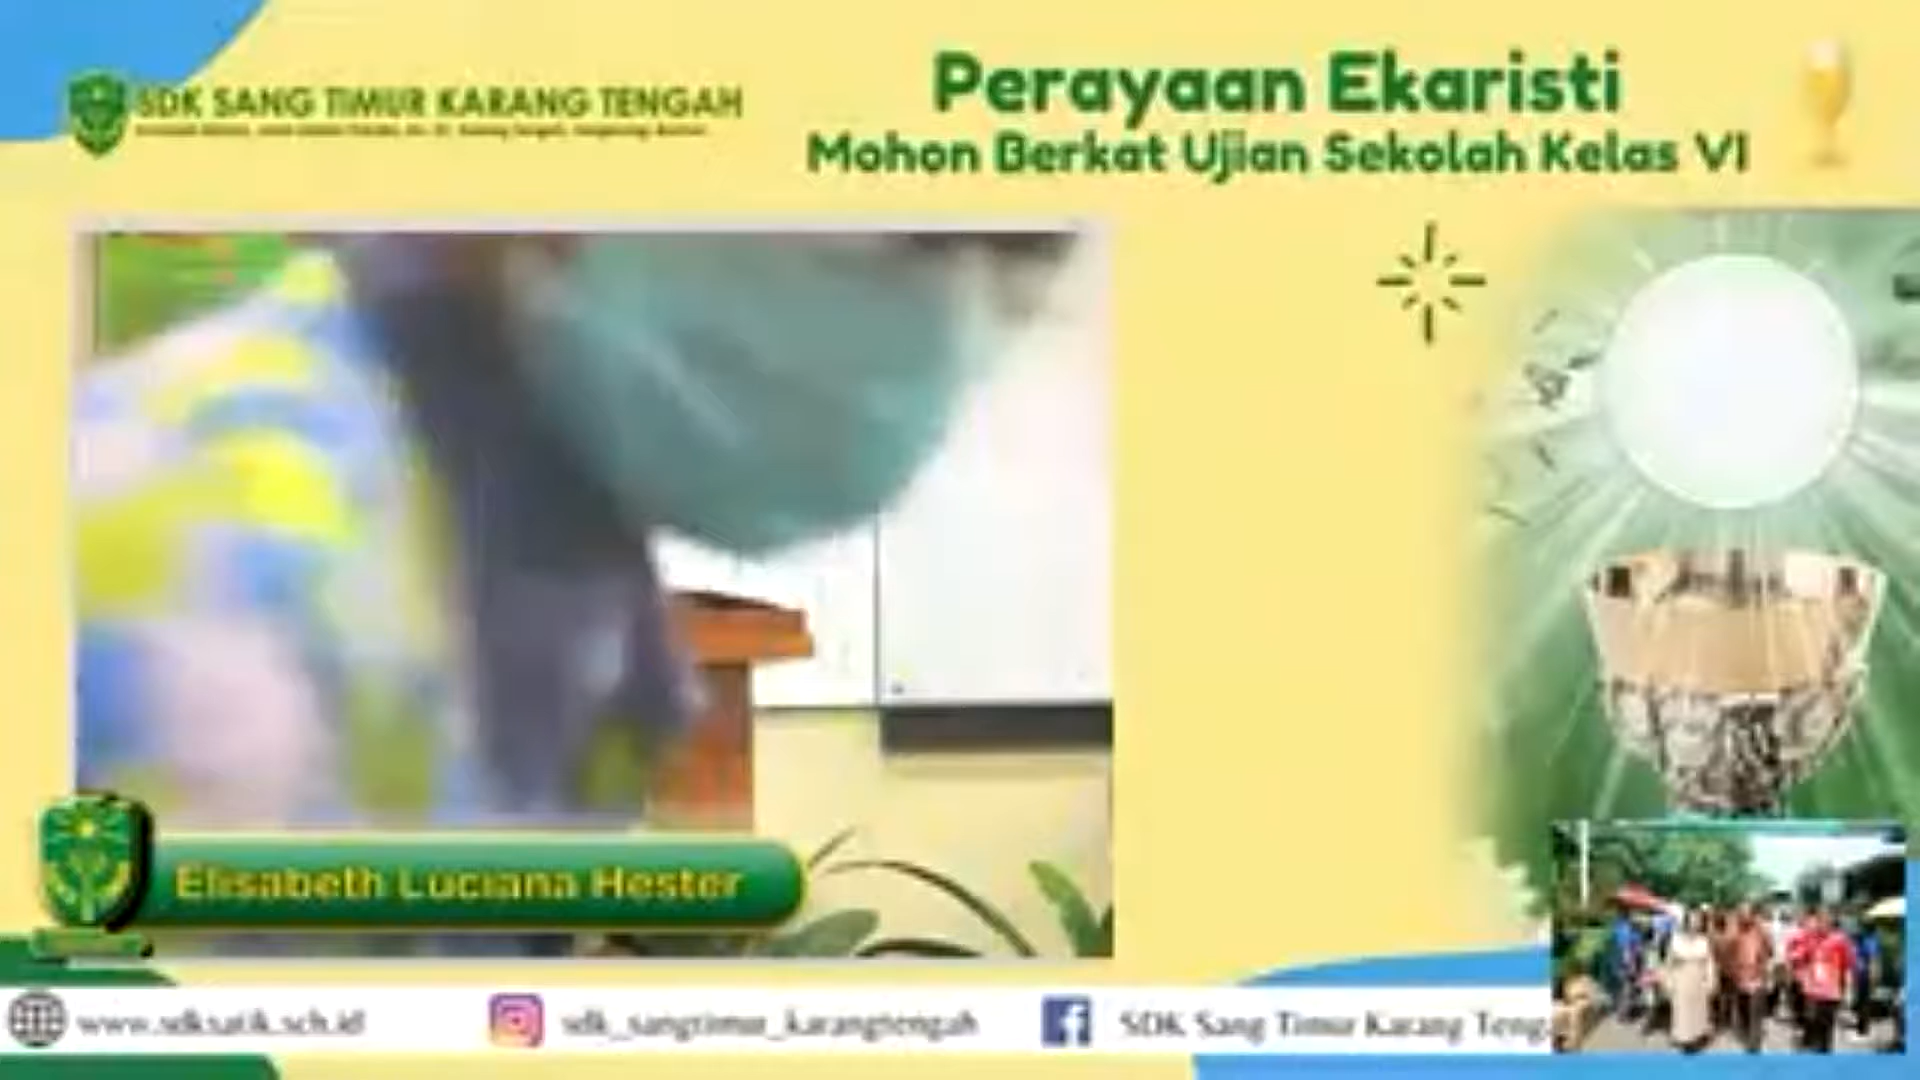 SDK SANG TIMUR KARANG TENGAH
Perayaan Ekaristi
Mohon Berkat Ujian Sekolah Kelas VI
Elisabeth Luciana Hester
www.sdksatik.sch.id
sdk_sangtimur_karangtengah
SDK Sang Timur Karang Teng